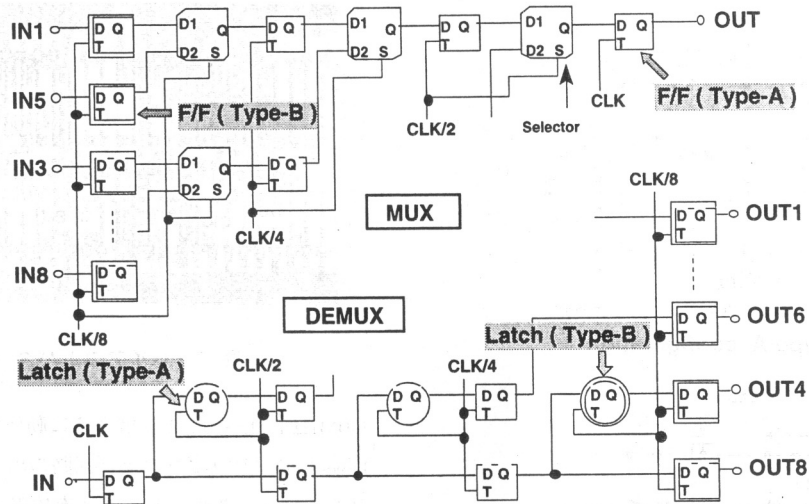 IN1
D Q
T
D1
D2 S
Q
D Q
T
D1
D2 S
Q
D Q
T
D1
D2 S
Q
D Q
T
OUT
IN5
D Q
T
F/F ( Type-B )
CLK/2
Selector
CLK
F/F ( Type-A )
IN3
D Q
T
D1
D2 S
Q
D Q
T
CLK/4
MUX
CLK/8
D Q
T
OUT1
IN8
D Q
T
CLK/8
DEMUX
D Q
T
OUT6
Latch ( Type-A )
CLK/2
Latch ( Type-B )
CLK/4
D Q
T
D Q
T
D Q
T
D Q
T
D Q
T
D Q
T
OUT4
CLK
IN
D Q
T
D Q
T
D Q
T
D Q
T
OUT8